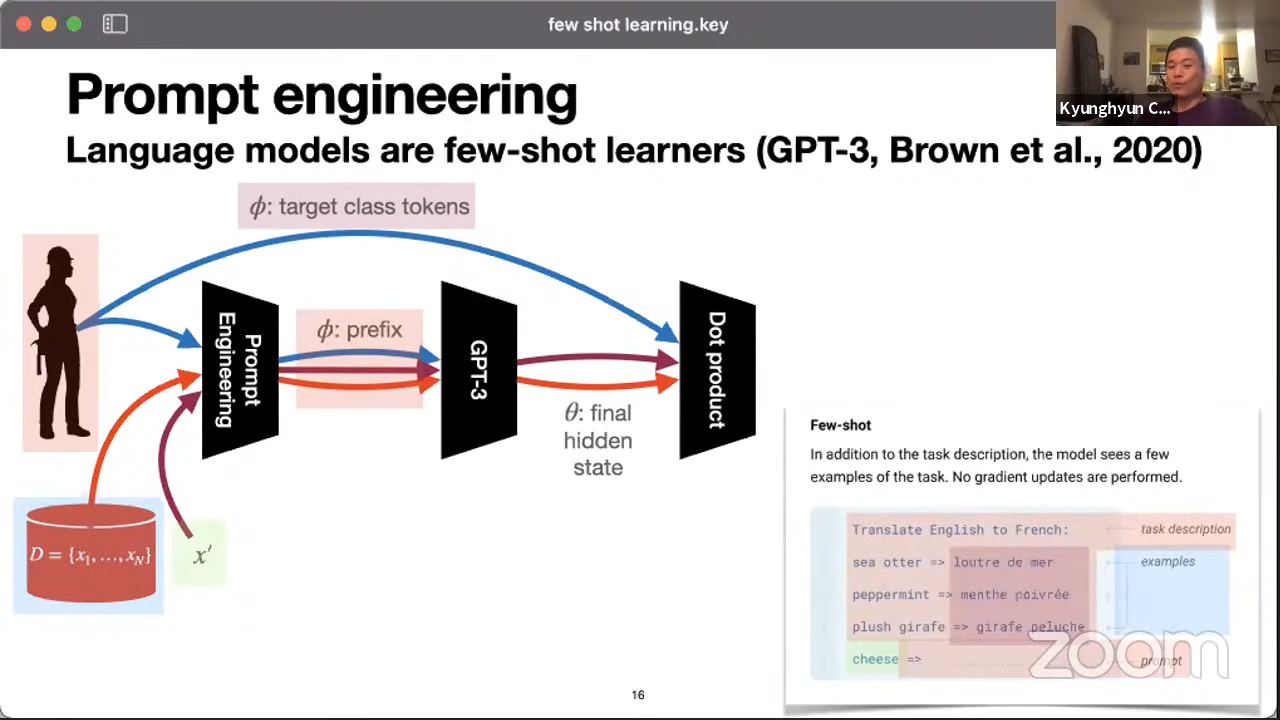 few shot learning.key
Kyunghyun C...
Prompt engineering
Language models are few-shot learners (GPT-3, Brown et al., 2020)
ϕ: target class tokens
Prompt
Engineering
ϕ: prefix
GPT-3
Dot product
θ: final
hidden
state
D = {x₁,…,x_N}
x′
Few-shot
In addition to the task description, the model sees a few
examples of the task. No gradient updates are performed.
Translate English to French: task description
sea otter => loutre de mer examples
peppermint => menthe poivrée
plush girafe => girafe peluche
cheese => prompt
zoom
16